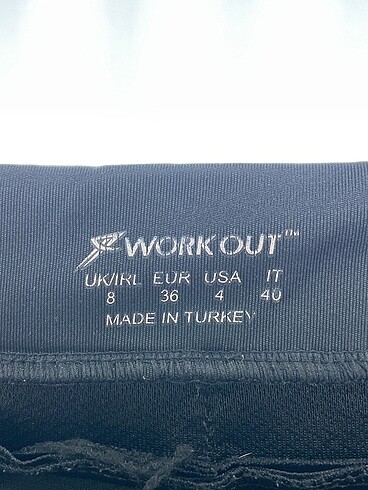 WORK OUT™
UK/IRL EUR USA IT
8 36 4 40
MADE IN TURKEY